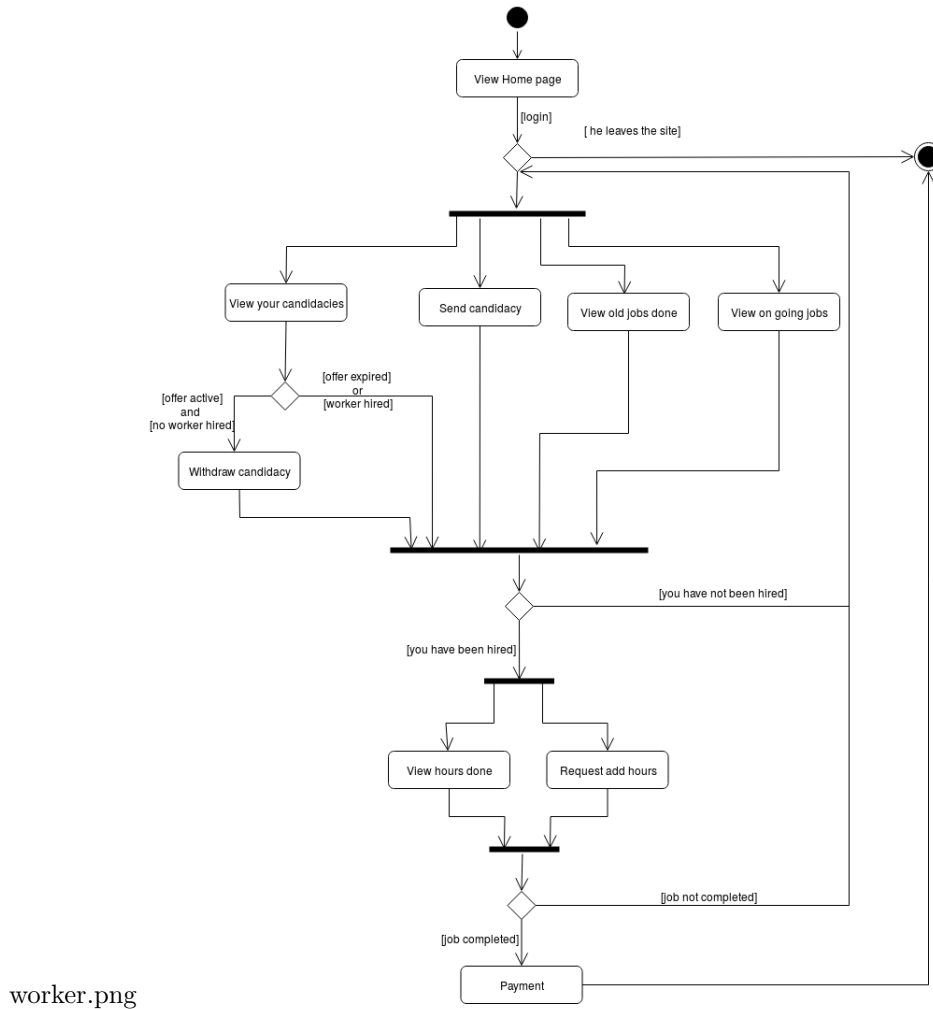 View Home page
[login]
[ he leaves the site]
View your candidacies
Send candidacy
View old jobs done
View on going jobs
[offer expired]
or
[worker hired]
[offer active]
and
[no worker hired]
Withdraw candidacy
[you have not been hired]
[you have been hired]
View hours done
Request add hours
[job not completed]
[job completed]
Payment
worker.png